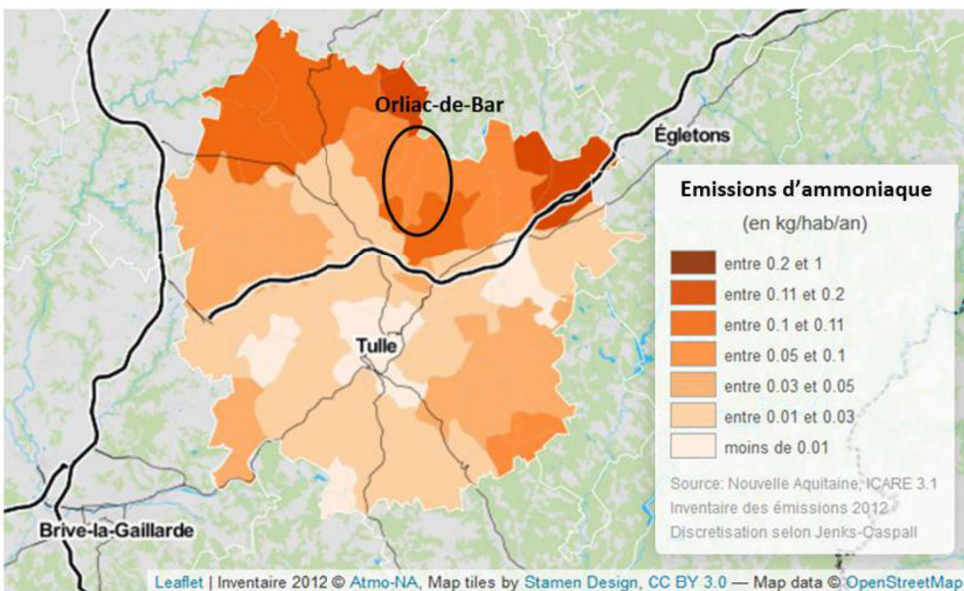 Orliac-de-Bar
Égletons
Tulle
Brive-la-Gaillarde
Emissions d'ammoniaque
(en kg/hab/an)
entre 0.2 et 1
entre 0.11 et 0.2
entre 0.1 et 0.11
entre 0.05 et 0.1
entre 0.03 et 0.05
entre 0.01 et 0.03
moins de 0.01
Source: Nouvelle Aquitaine, ICARE 3.1
Inventaire des émissions 2012
Discretisation selon Jenks-Caspall
Leaflet | Inventaire 2012 © Atmo-NA, Map tiles by Stamen Design, CC BY 3.0 — Map data © OpenStreetMap